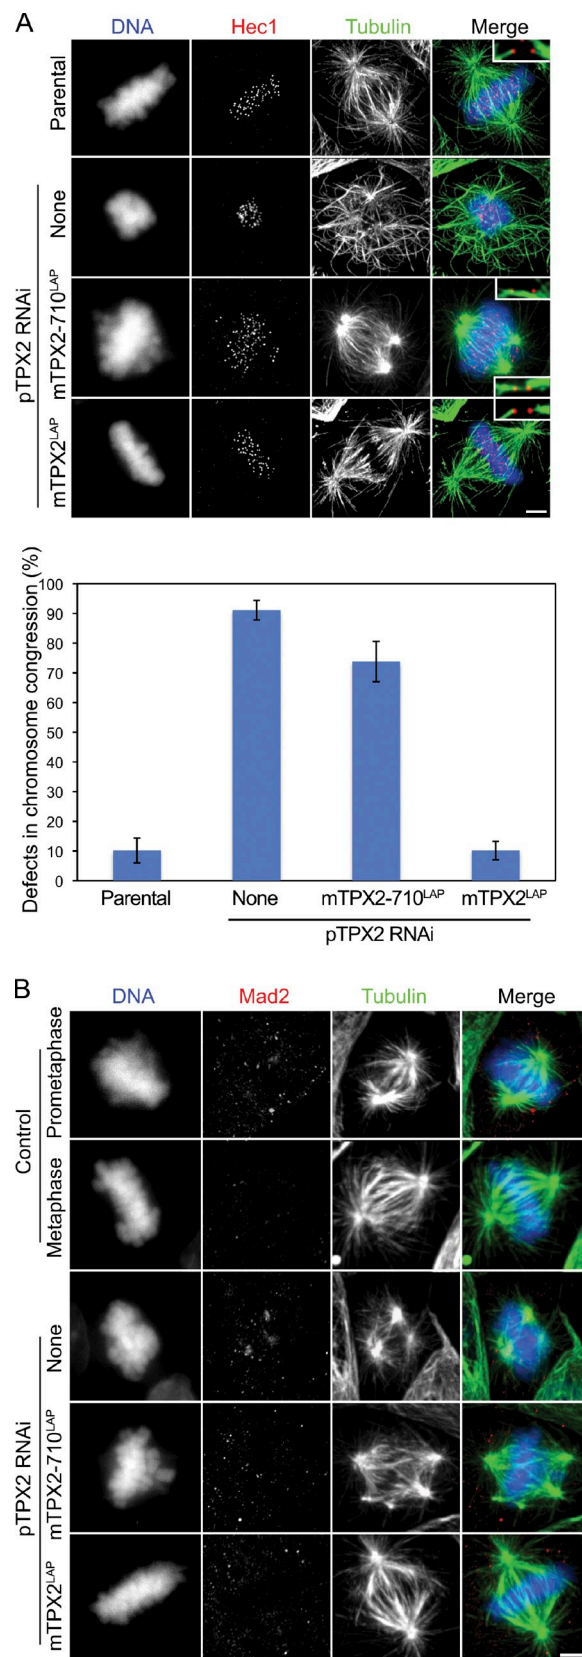 A
DNA Hec1 Tubulin Merge
Parental
None
mTPX2-710LAP
mTPX2LAP
pTPX2 RNAi
Defects in chromosome congression (%)
100
90
80
70
60
50
40
30
20
10
0
Parental None mTPX2-710LAP mTPX2LAP
pTPX2 RNAi
B
DNA Mad2 Tubulin Merge
Control
Prometaphase
Metaphase
None
mTPX2-710LAP
mTPX2LAP
pTPX2 RNAi